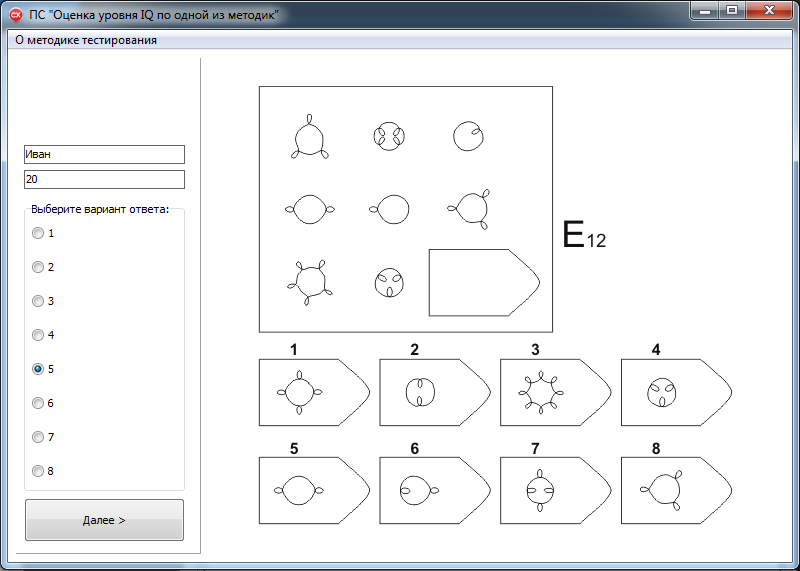 ПС "Оценка уровня IQ по одной из методик"
О методике тестирования
Иван
20
Выберите вариант ответа:
1
2
3
4
5
6
7
8
Далее >
E12
1 2 3 4
5 6 7 8